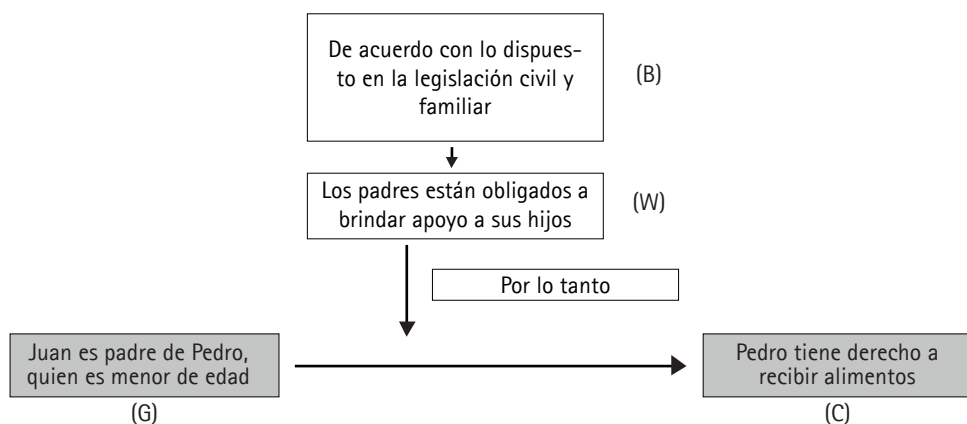 De acuerdo con lo dispues-
to en la legislación civil y
familiar
(B)
Los padres están obligados a
brindar apoyo a sus hijos
(W)
Por lo tanto
Juan es padre de Pedro,
quien es menor de edad
(G)
Pedro tiene derecho a
recibir alimentos
(C)